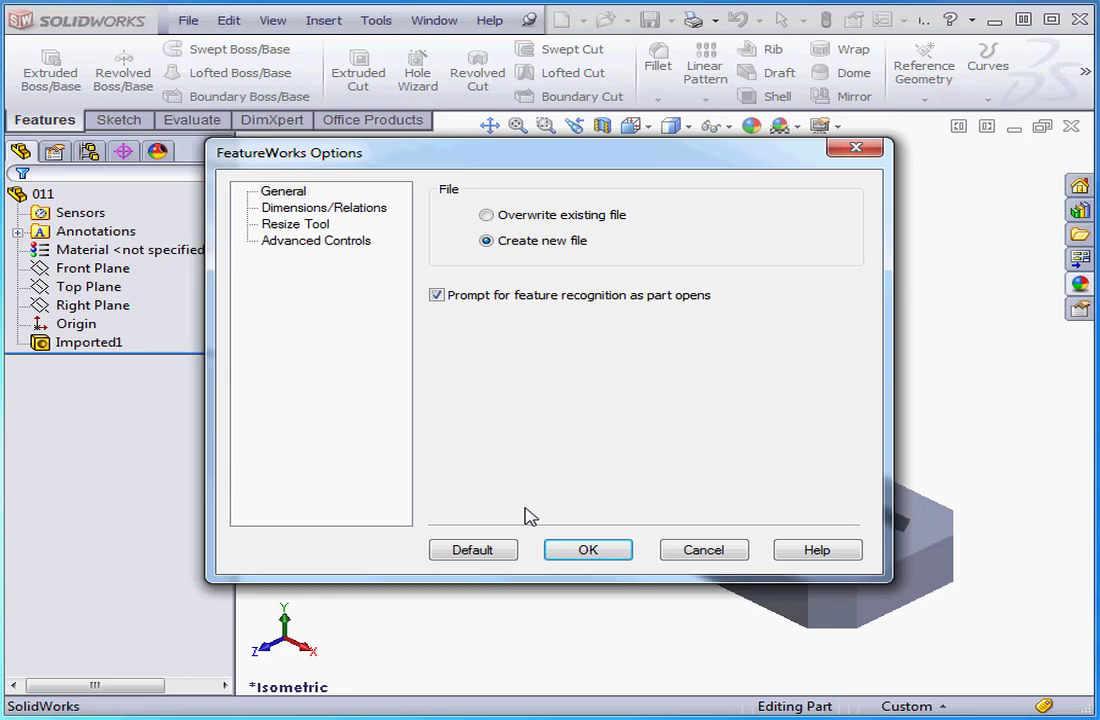 SOLIDWORKS File Edit View Insert Tools Window Help
Extruded Boss/Base
Revolved Boss/Base
Swept Boss/Base
Lofted Boss/Base
Boundary Boss/Base
Extruded Cut
Hole Wizard
Revolved Cut
Swept Cut
Lofted Cut
Boundary Cut
Fillet
Linear Pattern
Rib
Draft
Shell
Wrap
Dome
Mirror
Reference Geometry
Curves
Features Sketch Evaluate DimXpert Office Products
011
Sensors
Annotations
Material <not specified
Front Plane
Top Plane
Right Plane
Origin
Imported1
FeatureWorks Options
General
Dimensions/Relations
Resize Tool
Advanced Controls
File
Overwrite existing file
Create new file
Prompt for feature recognition as part opens
Default OK Cancel Help
Y
Z X
*Isometric
SolidWorks Editing Part Custom